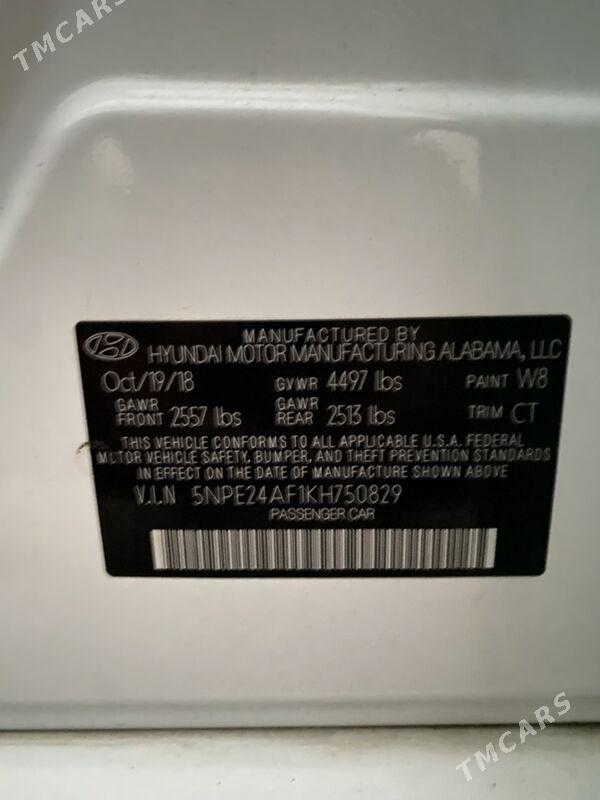 TMCARS
MANUFACTURED BY
HYUNDAI MOTOR MANUFACTURING ALABAMA, LLC
Oct/19/18 GVWR 4497 lbs PAINT W8
GAWR FRONT 2557 lbs GAWR REAR 2513 lbs TRIM CT
THIS VEHICLE CONFORMS TO ALL APPLICABLE U.S.A. FEDERAL
MOTOR VEHICLE SAFETY, BUMPER, AND THEFT PREVENTION STANDARDS
IN EFFECT ON THE DATE OF MANUFACTURE SHOWN ABOVE
V.I.N 5NPE24AF1KH750829
PASSENGER CAR
TMCARS